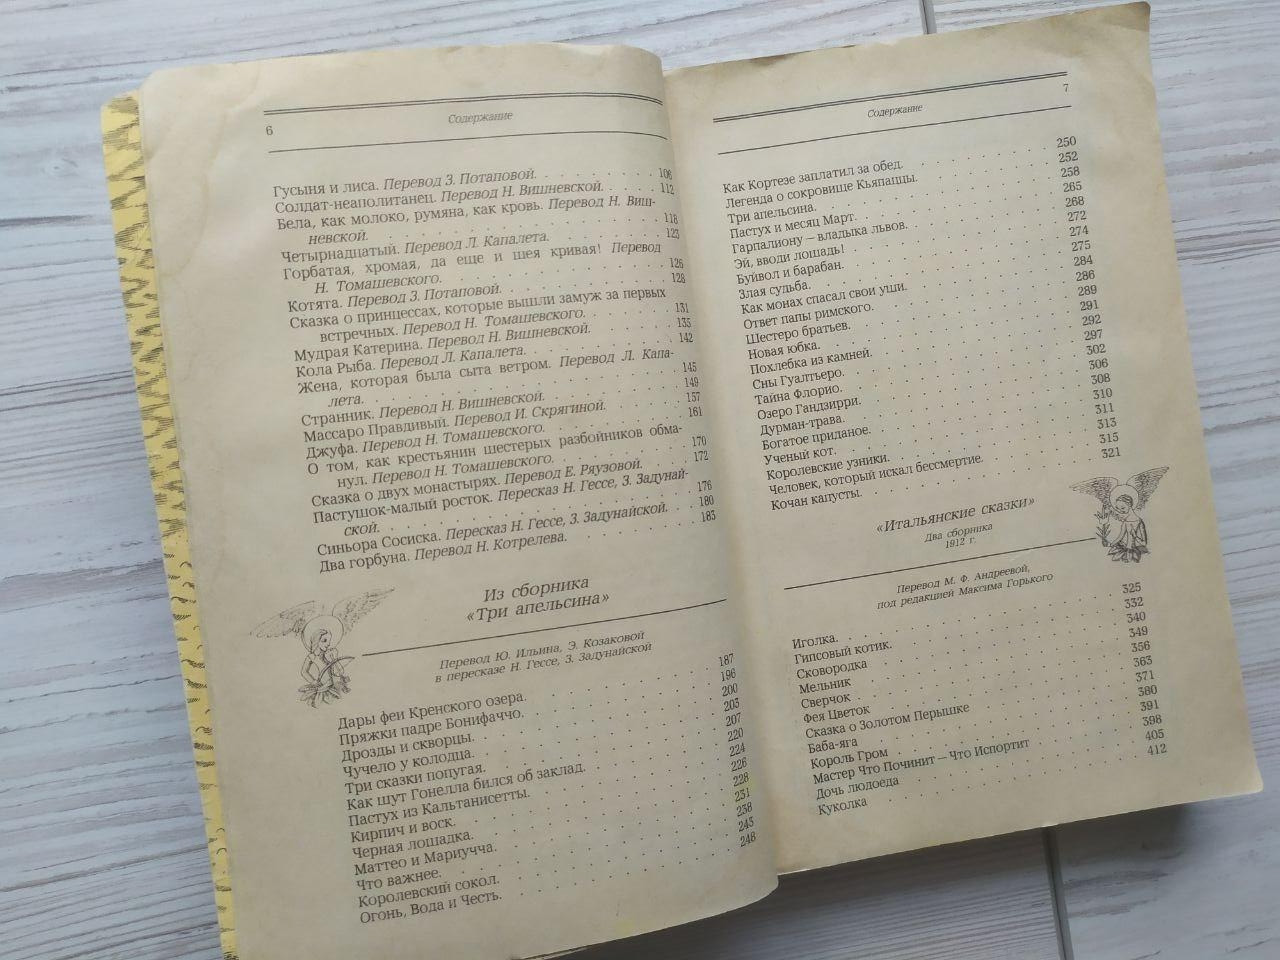 6
Содержание
Гусыня и лиса. Перевод З. Потаповой. 106
Солдат-неаполитанец. Перевод Н. Вишневской. 112
Бела, как молоко, румяна, как кровь. Перевод Н. Виш-
невской. 118
Четырнадцатый. Перевод Л. Капалета. 123
Горбатая, хромая, да еще и шея кривая! Перевод
Н. Томашевского. 126
Котята. Перевод З. Потаповой. 128
Сказка о принцессах, которые вышли замуж за первых
встречных. Перевод Н. Томашевского. 131
Мудрая Катерина. Перевод Н. Вишневской. 135
Кола Рыба. Перевод Л. Капалета. 142
Жена, которая была сыта ветром. Перевод Л. Капа-
лета. 145
Странник. Перевод Н. Вишневской. 149
Массаро Правдивый. Перевод И. Скрягиной. 157
Джуфа. Перевод Н. Томашевского. 161
О том, как крестьянин шестерых разбойников обма-
нул. Перевод Н. Томашевского. 170
Сказка о двух монастырях. Перевод Е. Ряузовой. 172
Пастушок-малый росток. Пересказ Н. Гессе, З. Задунай-
ской. 176
Синьора Сосиска. Пересказ Н. Гессе, З. Задунайской. 180
Два горбуна. Перевод Н. Котрелева. 183
Из сборника
«Три апельсина»
Перевод Ю. Ильина, Э. Козаковой
в пересказе Н. Гессе, З. Задунайской
Дары феи Кренского озера. 187
Пряжки падре Бонифаччо. 196
Дрозды и скворцы. 200
Чучело у колодца. 203
Три сказки попугая. 207
Как шут Гонелла бился об заклад. 220
Пастух из Кальтанисетты. 224
Кирпич и воск. 226
Черная лошадка. 228
Маттео и Мариучча. 231
Что важнее. 238
Королевский сокол. 243
Огонь, Вода и Честь. 248
Содержание
7
Как Кортезе заплатил за обед. 250
Легенда о сокровище Кьяпаццы. 252
Три апельсина. 258
Пастух и месяц Март. 265
Гарпалиону — владыка львов. 268
Эй, вводи лошадь! 272
Буйвол и барабан. 274
Злая судьба. 275
Как монах спасал свои уши. 284
Ответ папы римского. 286
Шестеро братьев. 289
Новая юбка. 291
Похлебка из камней. 292
Сны Гуалтьеро. 297
Тайна Флорио. 302
Озеро Гандзирри. 306
Дурман-трава. 308
Богатое приданое. 310
Ученый кот. 311
Королевские узники. 313
Человек, который искал бессмертие. 315
Кочан капусты. 321
«Итальянские сказки»
Два сборника
1912 г.
Перевод М. Ф. Андреевой,
под редакцией Максима Горького
Иголка. 325
Гипсовый котик. 332
Сковородка 340
Мельник 349
Сверчок 356
Фея Цветок 363
Сказка о Золотом Перышке 371
Баба-яга 380
Король Гром 391
Мастер Что Починит — Что Испортит 398
Дочь людоеда 405
Куколка 412